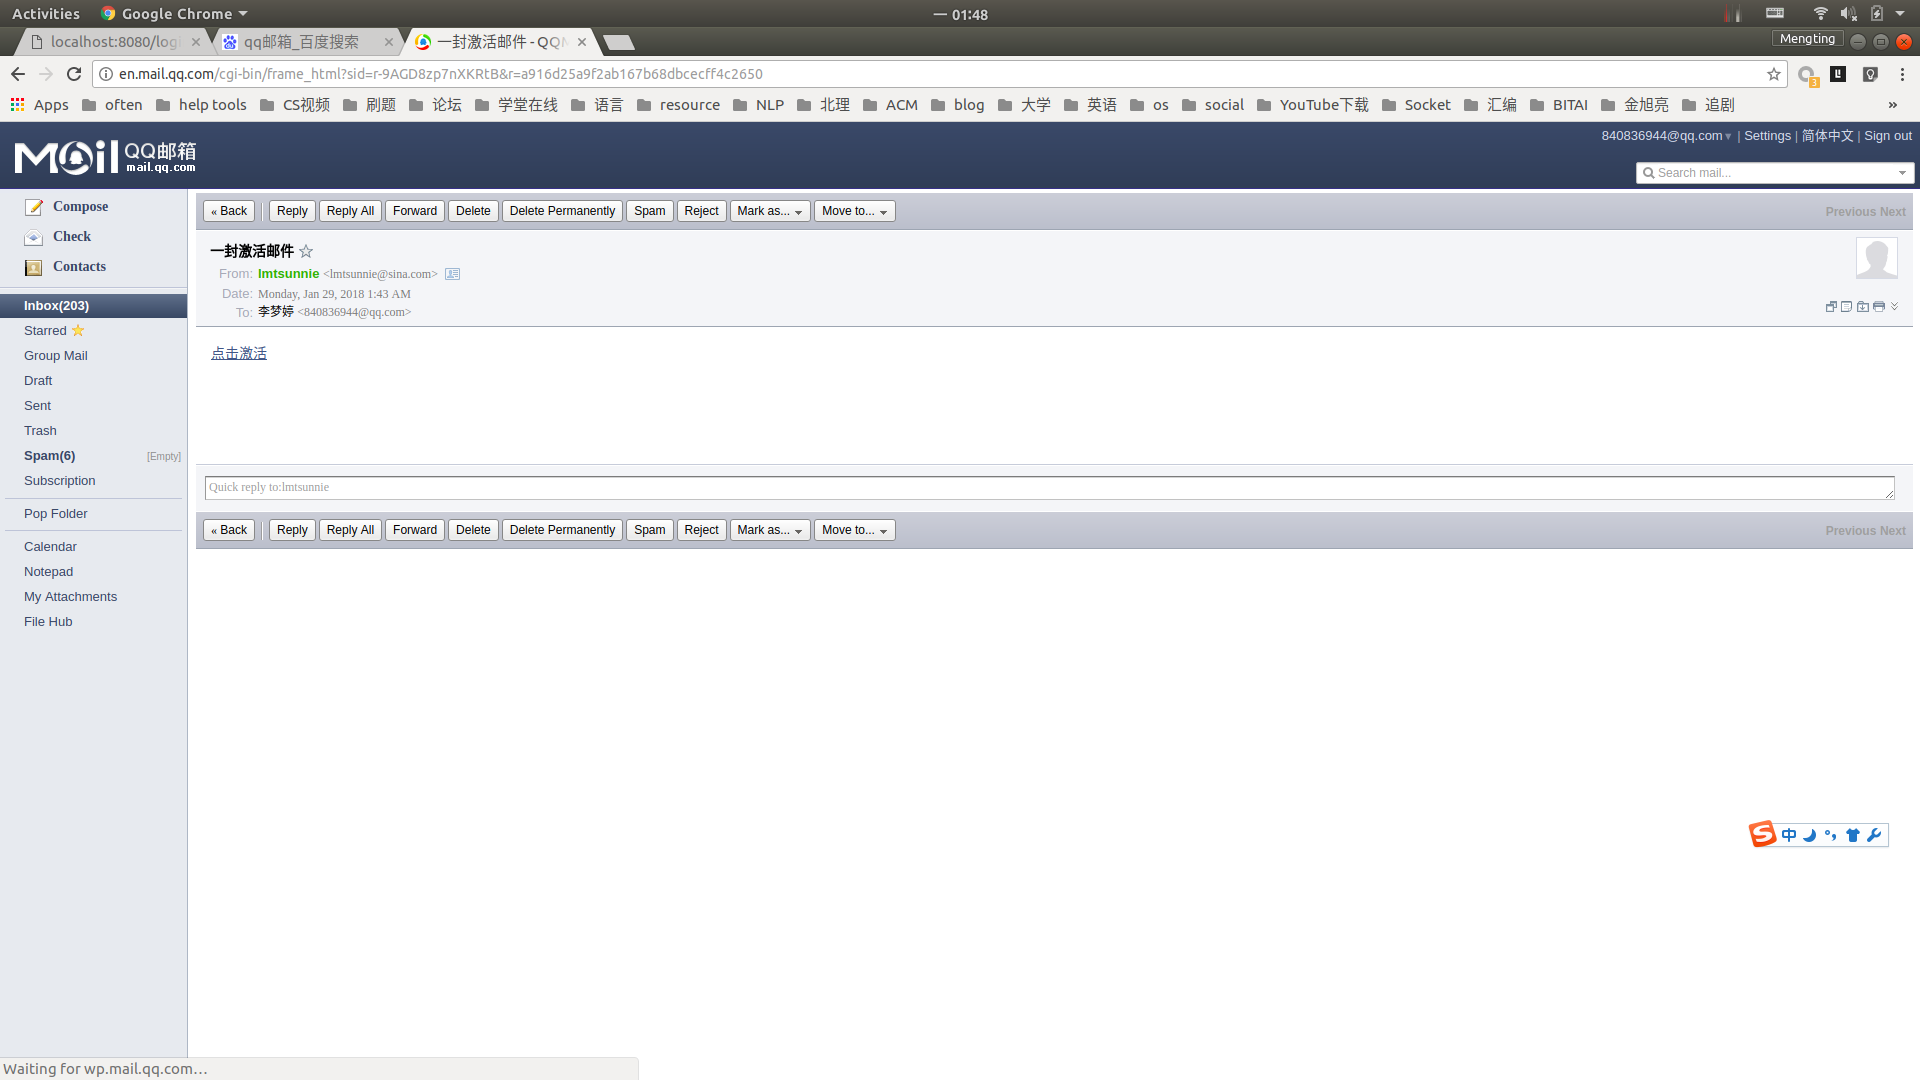 Activities Google Chrome 一 01:48
localhost:8080/logi qq邮箱_百度搜索 一封激活邮件 - QQM Mengting
en.mail.qq.com/cgi-bin/frame_html?sid=r-9AGD8zp7nXKRtB&r=a916d25a9f2ab167b68dbcecff4c2650 3
Apps often help tools CS视频 刷题 论坛 学堂在线 语言 resource NLP 北理 ACM blog 大学 英语 os social YouTube下载 Socket 汇编 BITAI 金旭亮 追剧 »
840836944@qq.com | Settings | 简体中文 | Sign out
Mail QQ邮箱
mail.qq.com
Search mail...
Compose
Check
Contacts
Inbox(203)
Starred
Group Mail
Draft
Sent
Trash
Spam(6) [Empty]
Subscription
Pop Folder
Calendar
Notepad
My Attachments
File Hub
« Back Reply Reply All Forward Delete Delete Permanently Spam Reject Mark as... Move to... Previous Next
一封激活邮件
From: lmtsunnie <lmtsunnie@sina.com>
Date: Monday, Jan 29, 2018 1:43 AM
To: 李梦婷 <840836944@qq.com>
点击激活
Quick reply to:lmtsunnie
« Back Reply Reply All Forward Delete Delete Permanently Spam Reject Mark as... Move to... Previous Next
S 中
Waiting for wp.mail.qq.com…